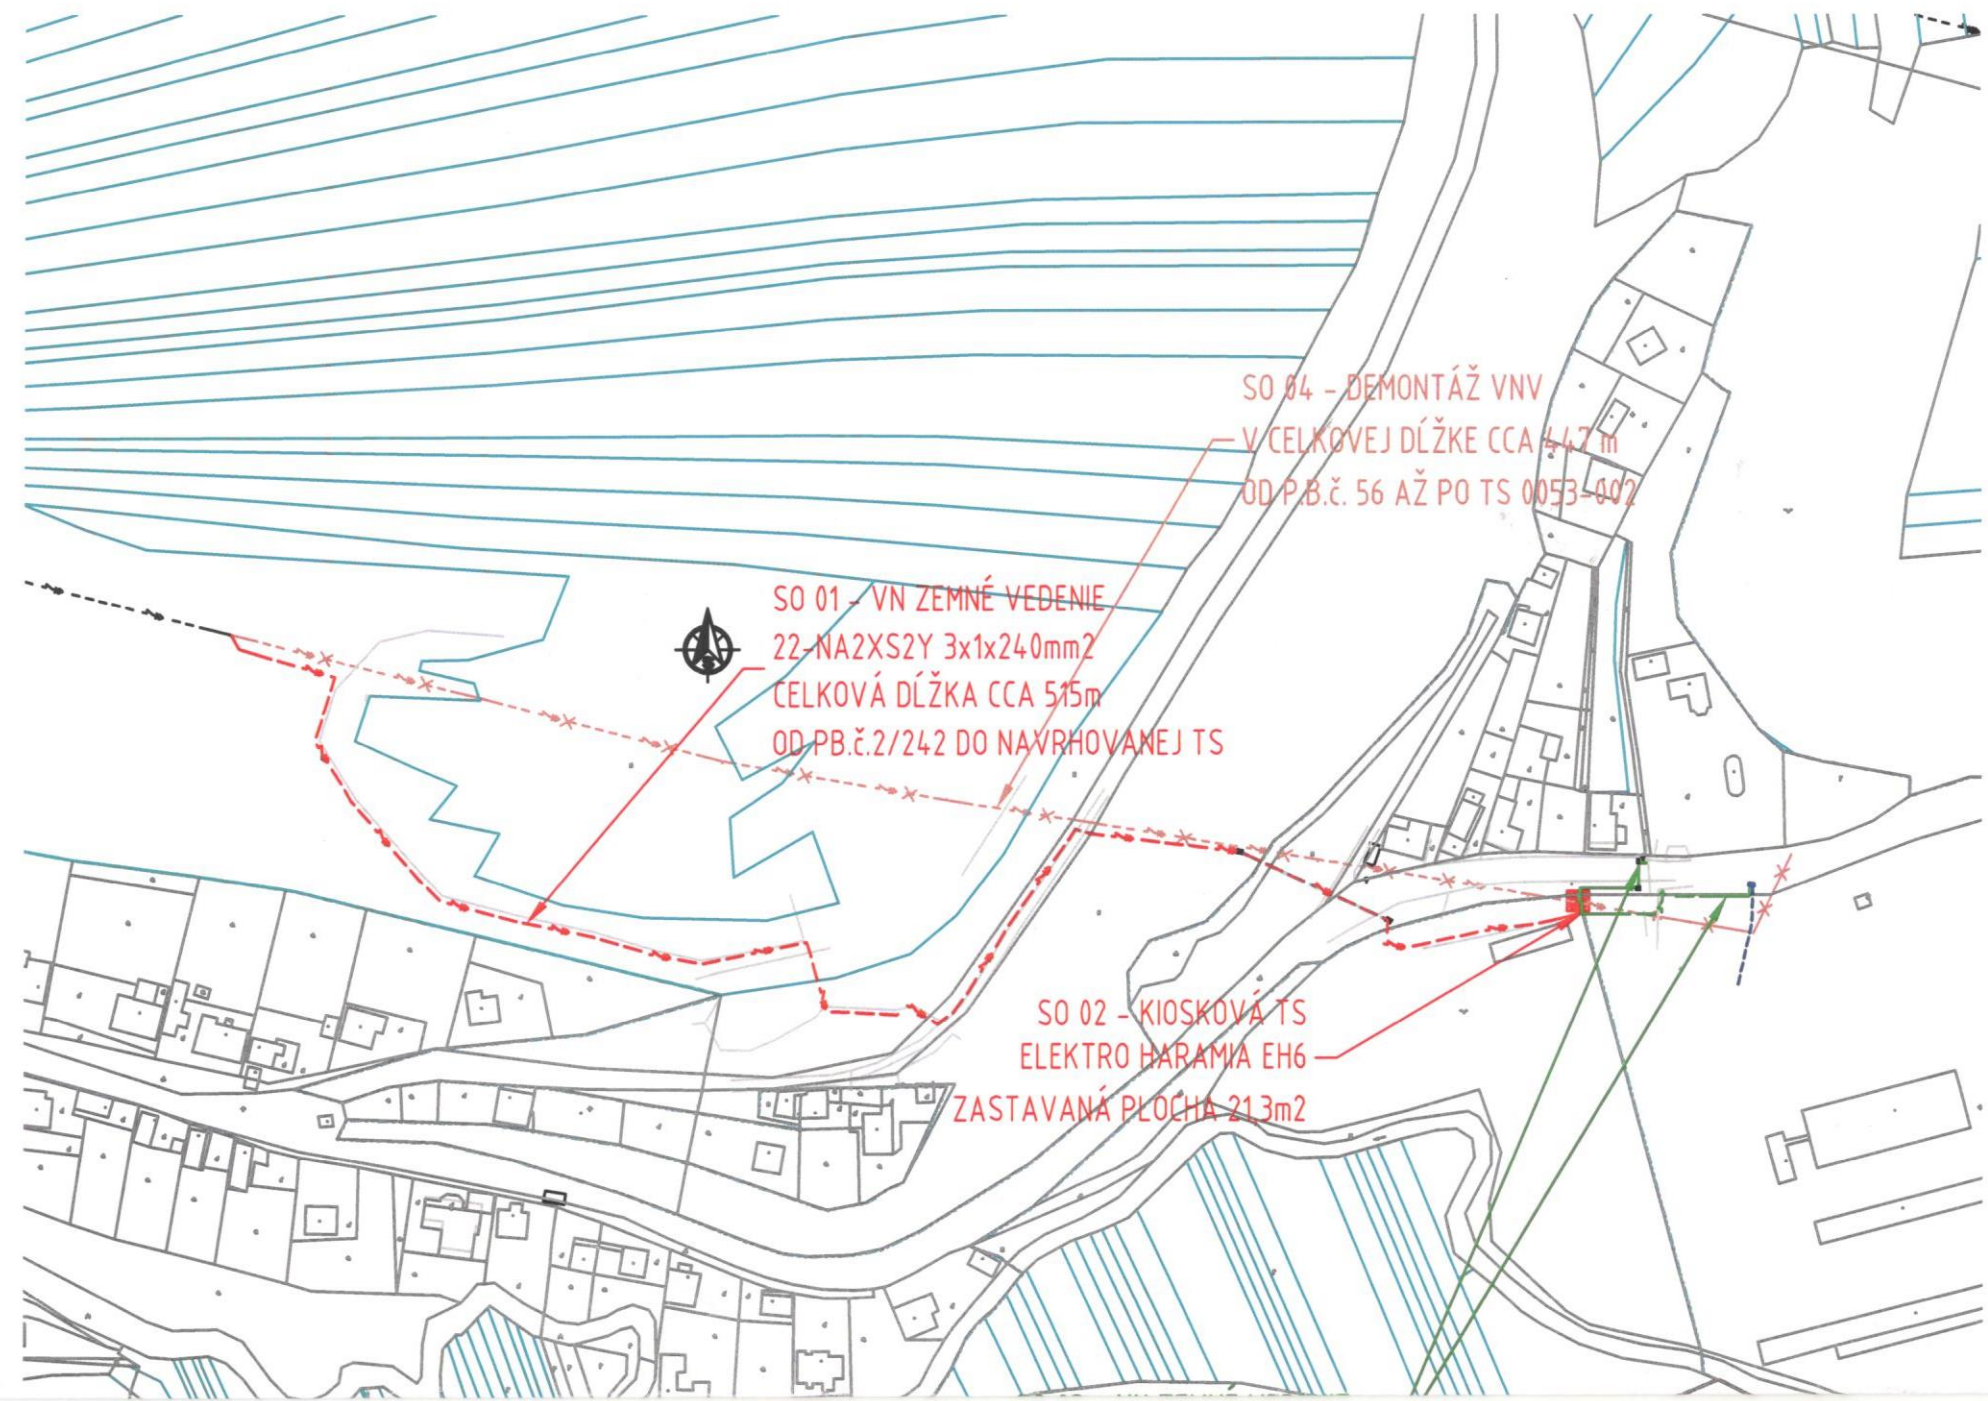 SO 04 - DEMONTÁŽ VNV
V CELKOVEJ DĹŽKE CCA 447 m
OD P.B.č. 56 AŽ PO TS 0053-002
SO 01 - VN ZEMNÉ VEDENIE
22-NA2XS2Y 3x1x240mm2
CELKOVÁ DĹŽKA CCA 515m
OD PB.č.2/242 DO NAVRHOVANEJ TS
SO 02 - KIOSKOVÁ TS
ELEKTRO HARAMIA EH6
ZASTAVANÁ PLOCHA 21,3m2